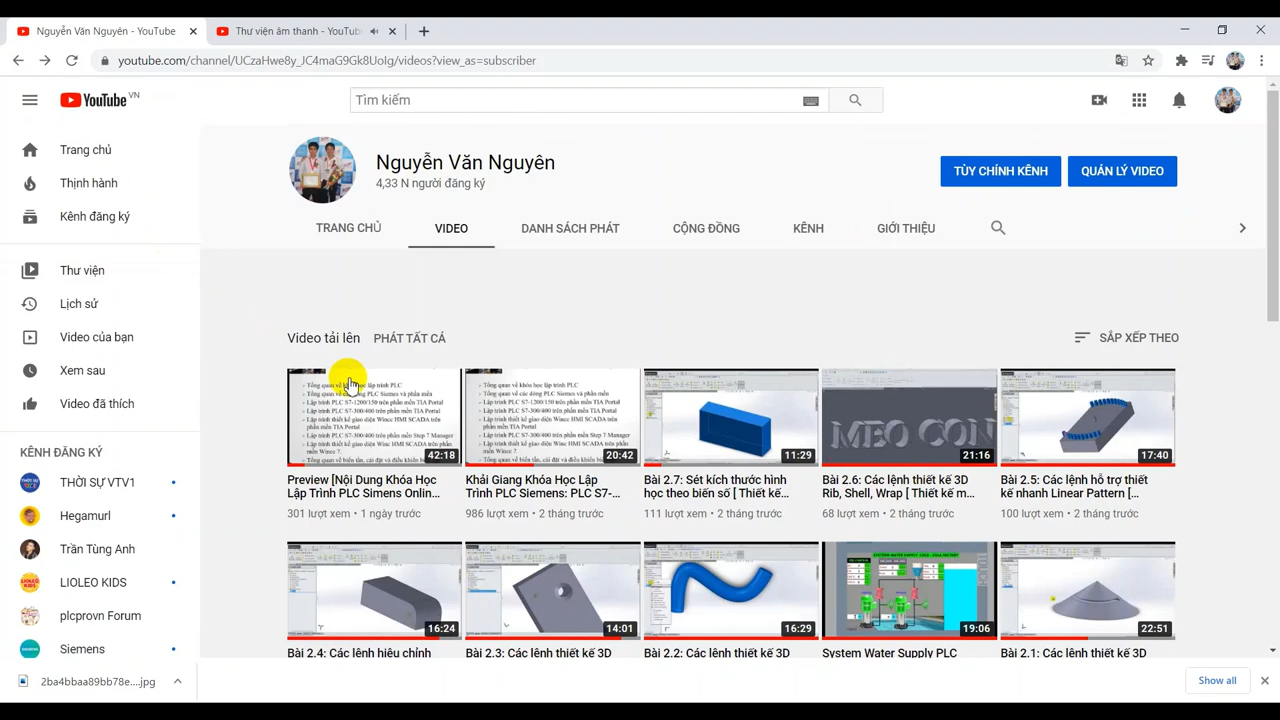 Nguyễn Văn Nguyên - YouTube
Thư viện âm thanh - YouTub
youtube.com/channel/UCzaHwe8y_JC4maG9Gk8UoIg/videos?view_as=subscriber
YouTube VN
Tìm kiếm
Trang chủ
Thịnh hành
Kênh đăng ký
Thư viện
Lịch sử
Video của bạn
Xem sau
Video đã thích
KÊNH ĐĂNG KÝ
THỜI SỰ VTV1
Hegamurl
Trần Tùng Anh
LIOLEO KIDS
plcprovn Forum
Siemens
Nguyễn Văn Nguyên
4,33 N người đăng ký
TÙY CHỈNH KÊNH
QUẢN LÝ VIDEO
TRANG CHỦ
VIDEO
DANH SÁCH PHÁT
CỘNG ĐỒNG
KÊNH
GIỚI THIỆU
Video tải lên
PHÁT TẤT CẢ
SẮP XẾP THEO
42:18
Preview [Nội Dung Khóa Học
Lập Trình PLC Simens Onlin...
301 lượt xem • 1 ngày trước
20:42
Khải Giang Khóa Học Lập
Trình PLC Siemens: PLC S7-...
986 lượt xem • 2 tháng trước
11:29
Bài 2.7: Sét kích thước hình
học theo biến số [ Thiết kế...
111 lượt xem • 2 tháng trước
MEO CON
21:16
Bài 2.6: Các lệnh thiết kế 3D
Rib, Shell, Wrap [ Thiết kế m...
68 lượt xem • 2 tháng trước
17:40
Bài 2.5: Các lệnh hỗ trợ thiết
kế nhanh Linear Pattern [...
100 lượt xem • 2 tháng trước
16:24
Bài 2.4: Các lệnh hiệu chỉnh
14:01
Bài 2.3: Các lệnh thiết kế 3D
16:29
Bài 2.2: Các lệnh thiết kế 3D
19:06
System Water Supply PLC
22:51
Bài 2.1: Các lệnh thiết kế 3D
2ba4bbaa89bb78e....jpg
Show all